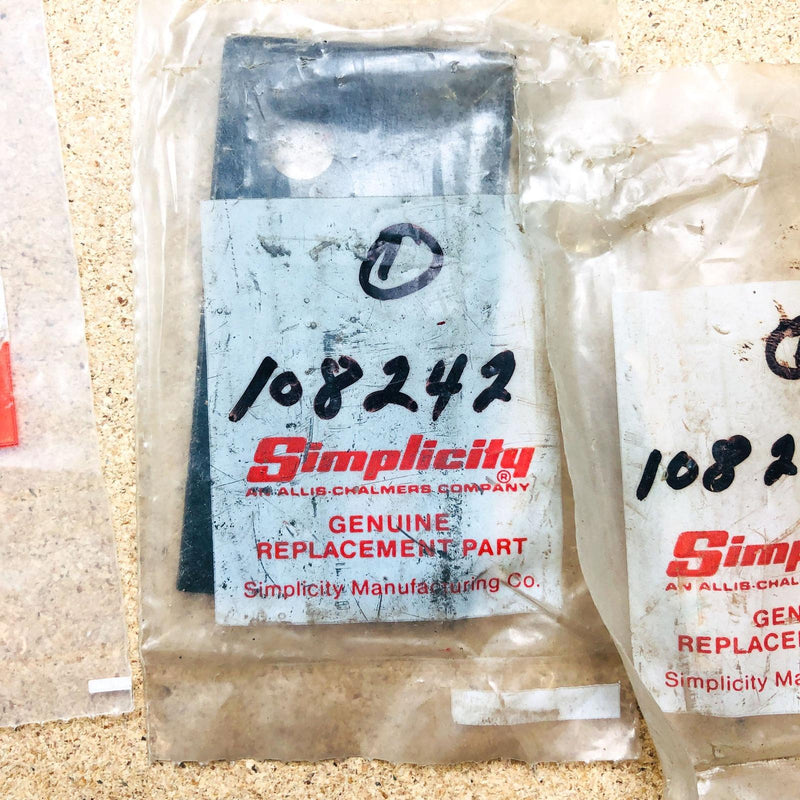 1
108242
Simplicity®
AN ALLIS-CHALMERS COMPANY
GENUINE
REPLACEMENT PART
Simplicity Manufacturing Co.
1082
Simp
AN ALLIS-CHAL
GEN
REPLACE
Simplicity Ma